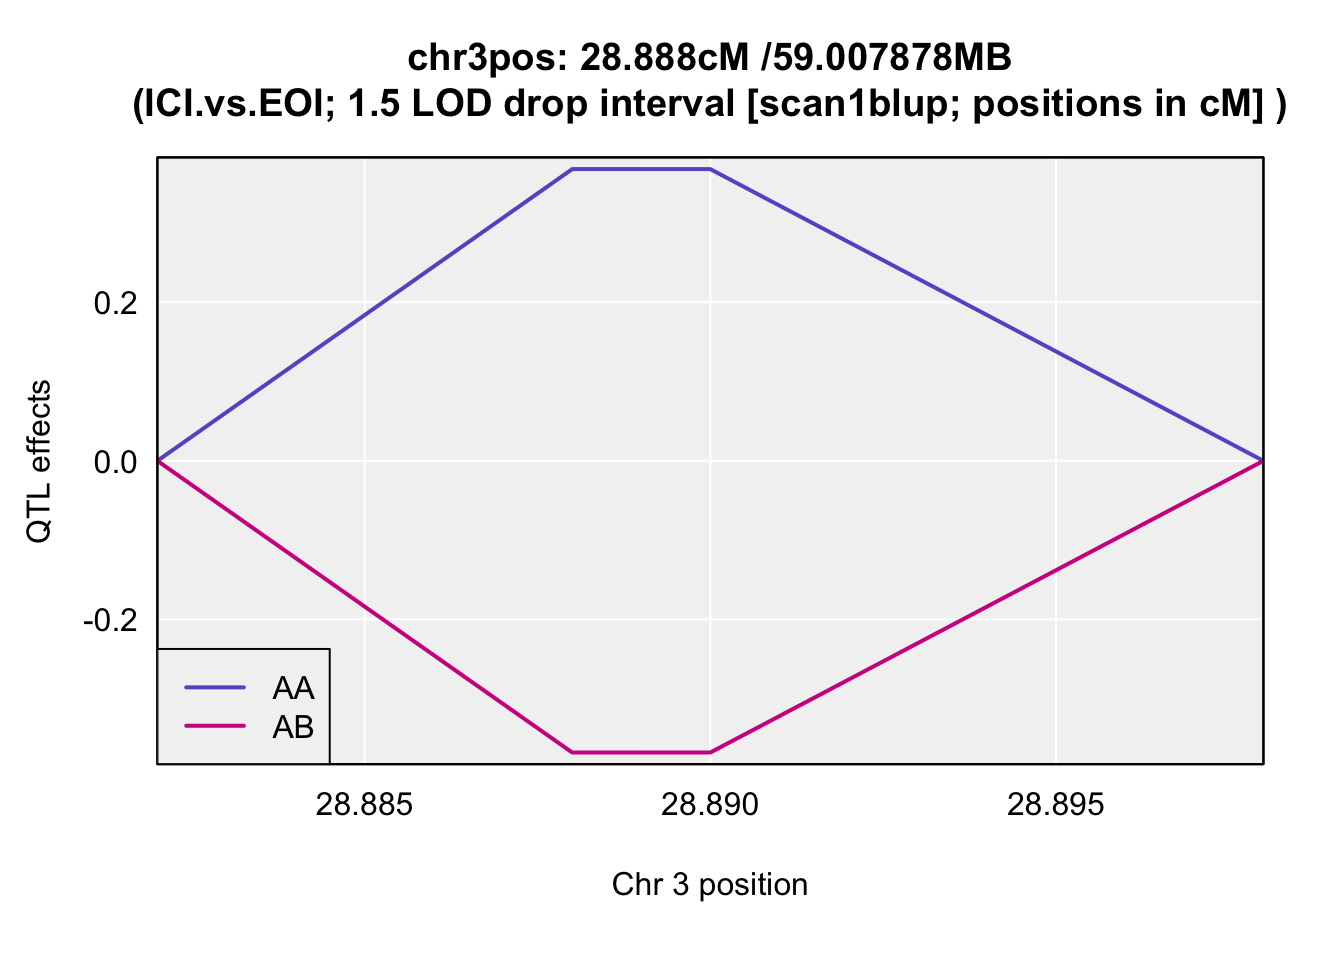 chr3pos: 28.888cM /59.007878MB
(ICI.vs.EOI; 1.5 LOD drop interval [scan1blup; positions in cM] )
QTL effects
0.2
0.0
-0.2
AA
AB
28.885
28.890
28.895
Chr 3 position